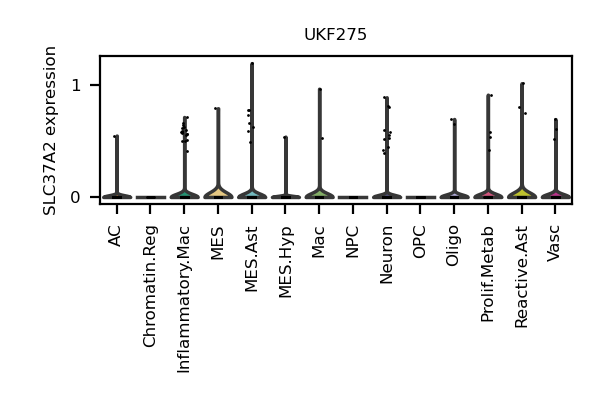 UKF275
SLC37A2 expression
1
0
AC
Chromatin.Reg
Inflammatory.Mac
MES
MES.Ast
MES.Hyp
Mac
NPC
Neuron
OPC
Oligo
Prolif.Metab
Reactive.Ast
Vasc